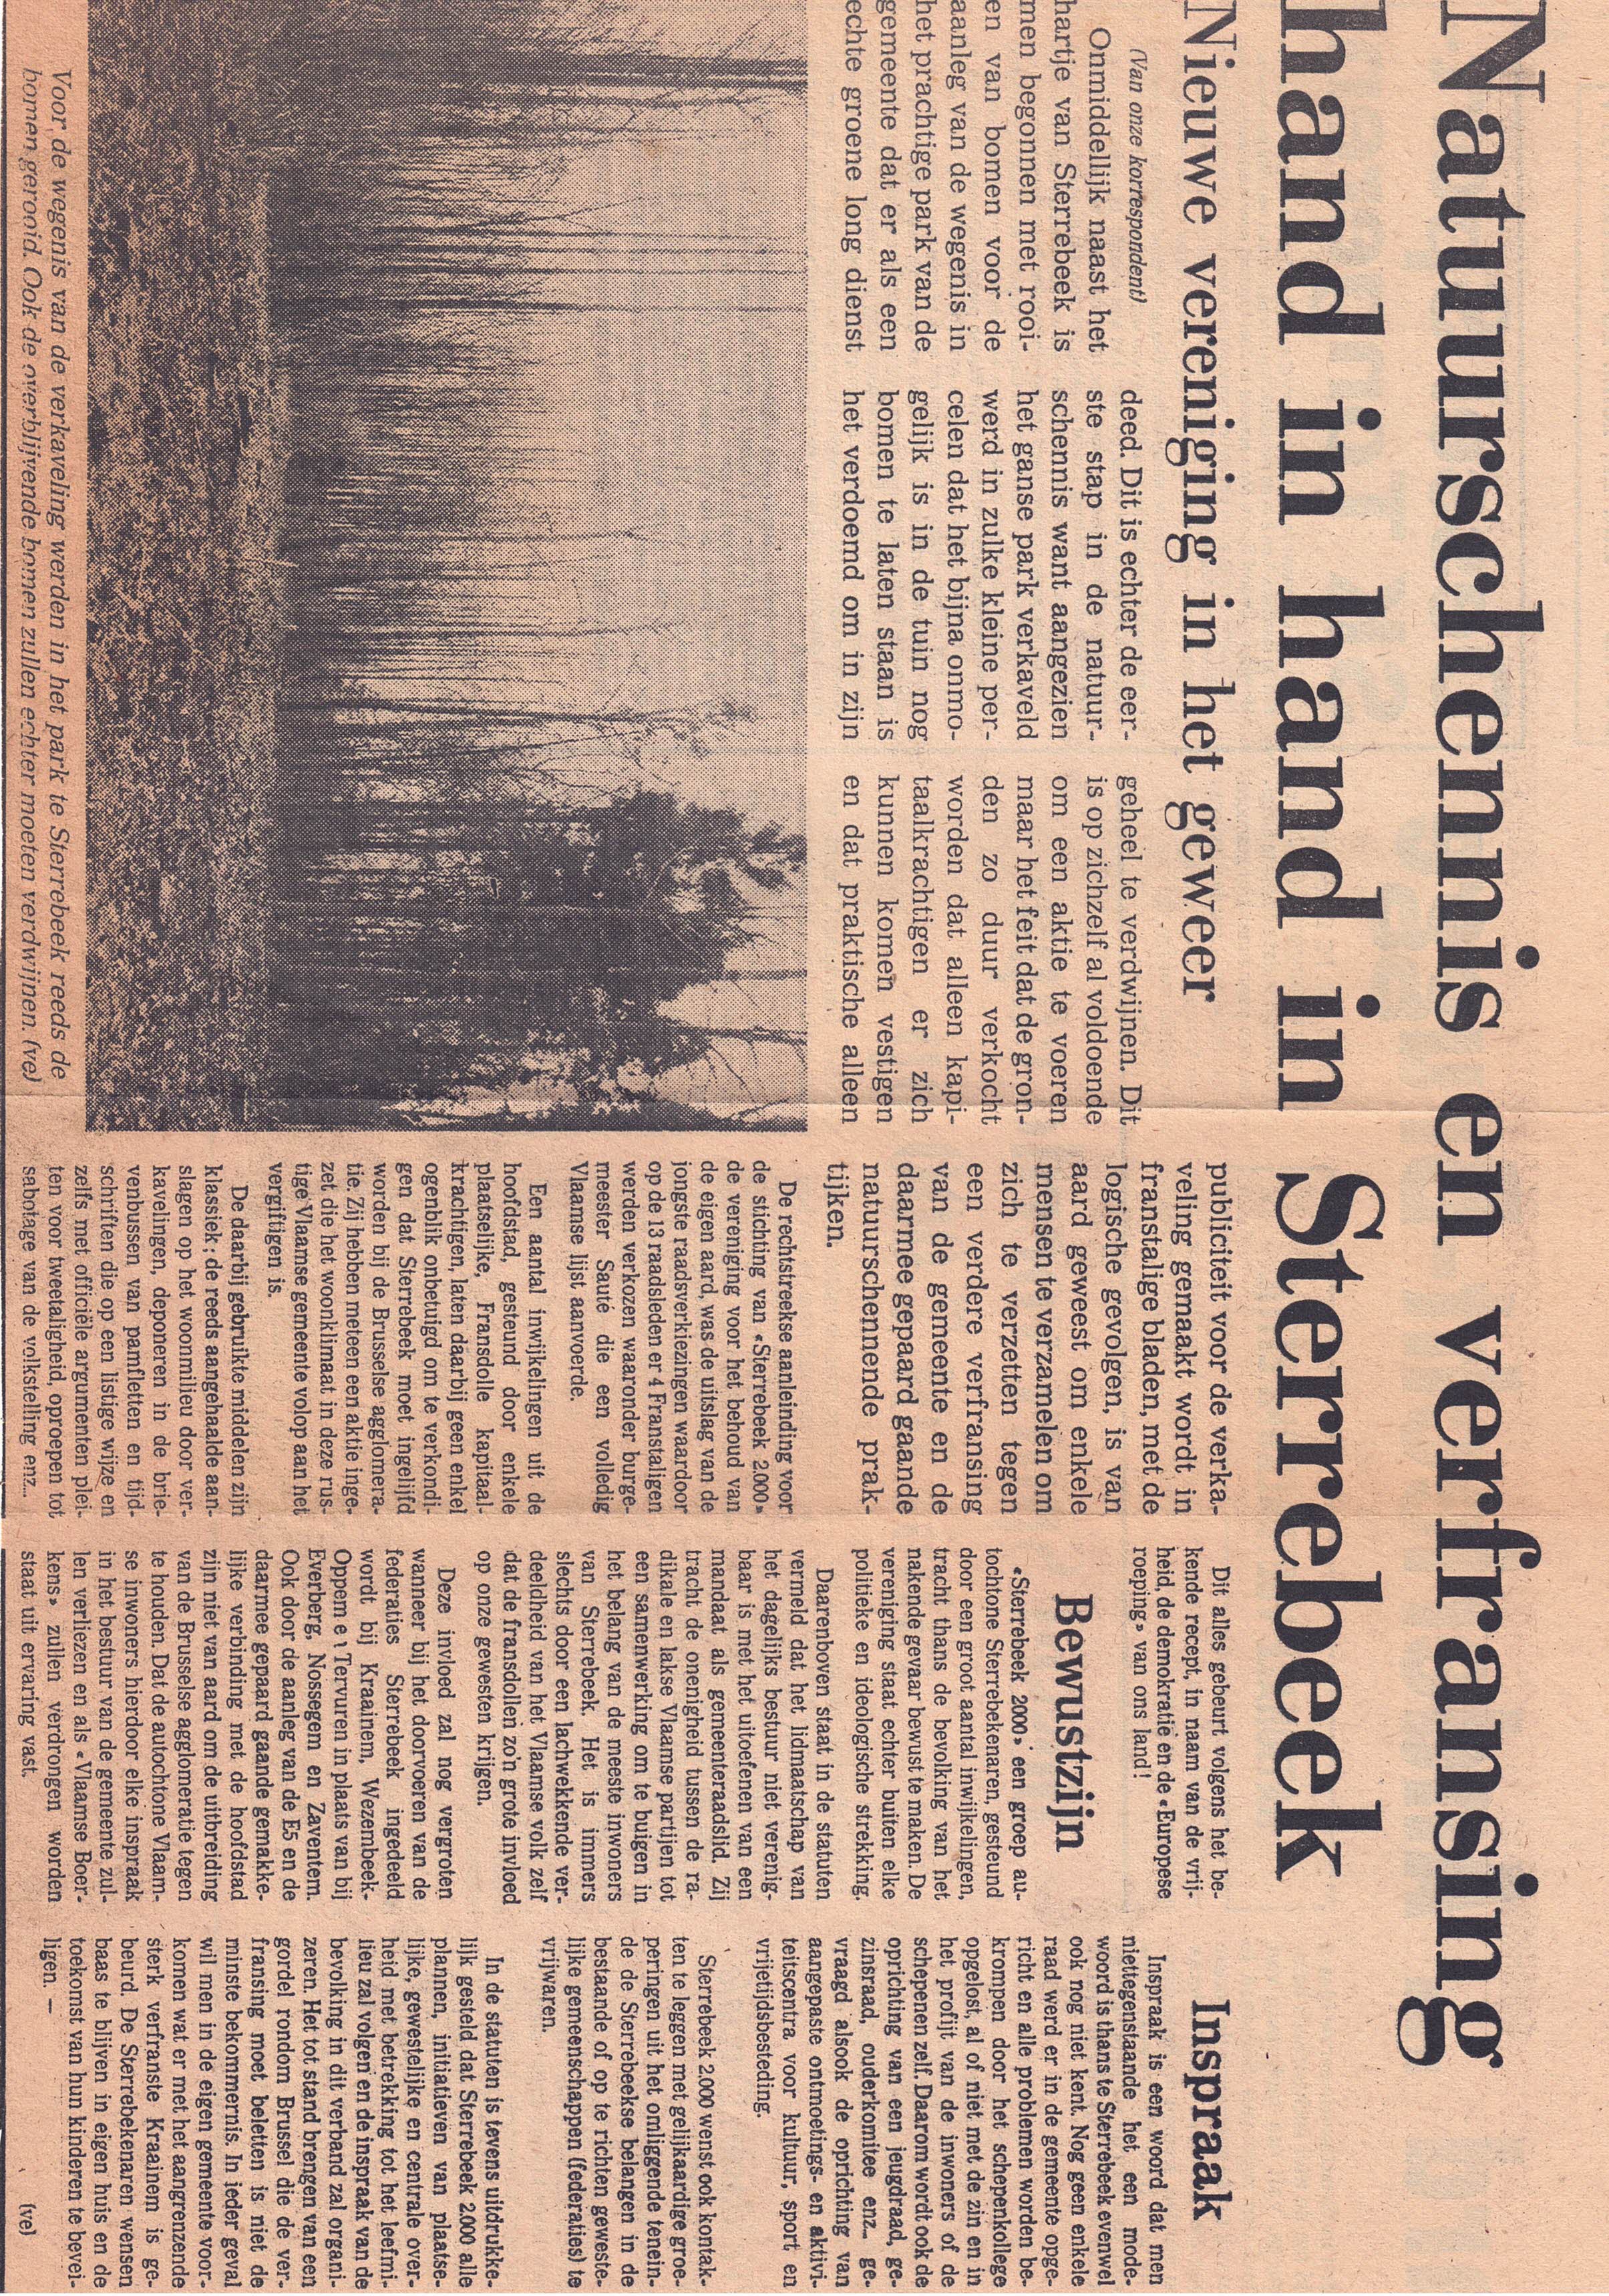 Natuurschennis en verfransing
hand in hand in Sterrebeek
Nieuwe vereniging in het geweer
(Van onze korrespondent)
Onmiddellijk naast het
hartje van Sterrebeek is
men begonnen met rooi-
en van bomen voor de
aanleg van de wegenis in
het prachtige park van de
gemeente dat er als een
echte groene long dienst
deed. Dit is echter de eer-
ste stap in de natuur-
schennis want aangezien
het ganse park verkaveld
werd in zulke kleine per-
celen dat het bijna onmo-
gelijk is in de tuin nog
bomen te laten staan is
het verdoemd om in zijn
geheel te verdwijnen. Dit
is op zichzelf al voldoende
om een aktie te voeren
maar het feit dat de gron-
den zo duur verkocht
worden dat alleen kapi-
taalkrachtigen er zich
kunnen komen vestigen
en dat praktische alleen
publiciteit voor de verka-
veling gemaakt wordt in
franstalige bladen, met de
logische gevolgen, is van
aard geweest om enkele
mensen te verzamelen om
zich te verzetten tegen
een verdere verfransing
van de gemeente en de
daarmee gepaard gaande
natuurschennende prak-
tijken.
De rechtstreekse aanleiding voor
de stichting van «Sterrebeek 2.000»
de vereniging voor het behoud van
de eigen aard, was de uitslag van de
jongste raadsverkiezingen waardoor
op de 13 raadsleden er 4 Franstaligen
werden verkozen waaronder burge-
meester Sauté die een volledig
Vlaamse lijst aanvoerde.
Een aantal inwijkelingen uit de
hoofdstad, gesteund door enkele
plaatselijke, Fransdolle kapitaal-
krachtigen, laten daarbij geen enkel
ogenblik onbetuigd om te verkondi-
gen dat Sterrebeek moet ingelijfd
worden bij de Brusselse agglomera-
tie. Zij hebben meteen een aktie inge-
zet die het woonklimaat in deze rus-
tige Vlaamse gemeente volop aan het
vergiftigen is.
De daarbij gebruikte middelen zijn
klassiek; de reeds aangehaalde aan-
slagen op het woonmilieu door ver-
kavelingen, deponeren in de brie-
venbussen van pamfletten en tijd-
schriften die op een listige wijze en
zelfs met officiële argumenten plei-
ten voor tweetaligheid, oproepen tot
sabotage van de volkstelling enz...
Dit alles gebeurt volgens het be-
kende recept, in naam van de vrij-
heid, de demokratie en de «Europese
roeping» van ons land!
Bewustzijn
«Sterrebeek 2000» een groep au-
tochtone Sterrebekenaren, gesteund
door een groot aantal inwijkelingen,
tracht thans de bevolking van het
nakende gevaar bewust te maken. De
vereniging staat echter buiten elke
politieke en ideologische strekking.
Daarenboven staat in de statuten
vermeld dat het lidmaatschap van
het dagelijks bestuur niet verenig-
baar is met het uitoefenen van een
mandaat als gemeenteraadslid. Zij
tracht de onenigheid tussen de ra-
dikale en lakse Vlaamse partijen tot
een samenwerking om te buigen in
het belang van de meeste inwoners
van Sterrebeek. Het is immers
slechts door een lachwekkende ver-
deeldheid van het Vlaamse volk zelf
dat de fransdollen zo'n grote invloed
op onze gewesten krijgen.
Deze invloed zal nog vergroten
wanneer bij het doorvoeren van de
federaties Sterrebeek ingedeeld
wordt bij Kraainem, Wezembeek-
Oppem e 1 Tervuren in plaats van bij
Everberg, Nossegem en Zaventem.
Ook door de aanleg van de E5 en de
daarmee gepaard gaande gemakke-
lijke verbinding met de hoofdstad
zijn niet van aard om de uitbreiding
van de Brusselse agglomeratie tegen
te houden. Dat de autochtone Vlaam-
se inwoners hierdoor elke inspraak
in het bestuur van de gemeente zul-
len verliezen en als «Vlaamse Boer-
kens» zullen verdrongen worden
staat uit ervaring vast.
Inspraak
Inspraak is een woord dat men
niettegenstaande het een mode-
woord is thans te Sterrebeek evenwel
ook nog niet kent. Nog geen enkele
raad werd er in de gemeente opge-
richt en alle problemen worden be-
krompen door het schepenkollege
opgelost, al of niet met de zin en in
het profijt van de inwoners of de
schepenen zelf. Daarom wordt ook de
oprichting van een jeugdraad, ge-
zinsraad, ouderkomitee enz... ge-
vraagd alsook de oprichting van
aangepaste ontmoetings- en aktivi-
teitscentra voor kultuur, sport en
vrijetijdsbesteding.
Sterrebeek 2.000 wenst ook kontak-
ten te leggen met gelijkaardige groe-
peringen uit het omliggende tenein-
de de Sterrebeekse belangen in de
bestaande of op te richten geweste-
lijke gemeenschappen (federaties) te
vrijwaren.
In de statuten is tevens uitdrukke-
lijk gesteld dat Sterrebeek 2.000 alle
plannen, initiatieven van plaatse-
lijke, gewestelijke en centrale over-
heid met betrekking tot het leefmi-
lieu zal volgen en de inspraak van de
bevolking in dit verband zal organi-
zeren. Het tot stand brengen van een
gordel rondom Brussel die de ver-
fransing moet beletten is niet de
minste bekommernis. In ieder geval
wil men in de eigen gemeente voor-
komen wat er met het aangrenzende
sterk verfranste Kraainem is ge-
beurd. De Sterrebekenaren wensen
baas te blijven in eigen huis en de
toekomst van hun kinderen te bevei-
ligen. —
(ve)
Voor de wegenis van de verkaveling werden in het park te Sterrebeek reeds de
bomen gerooid. Ook de overblijvende bomen zullen echter moeten verdwijnen. (ve)